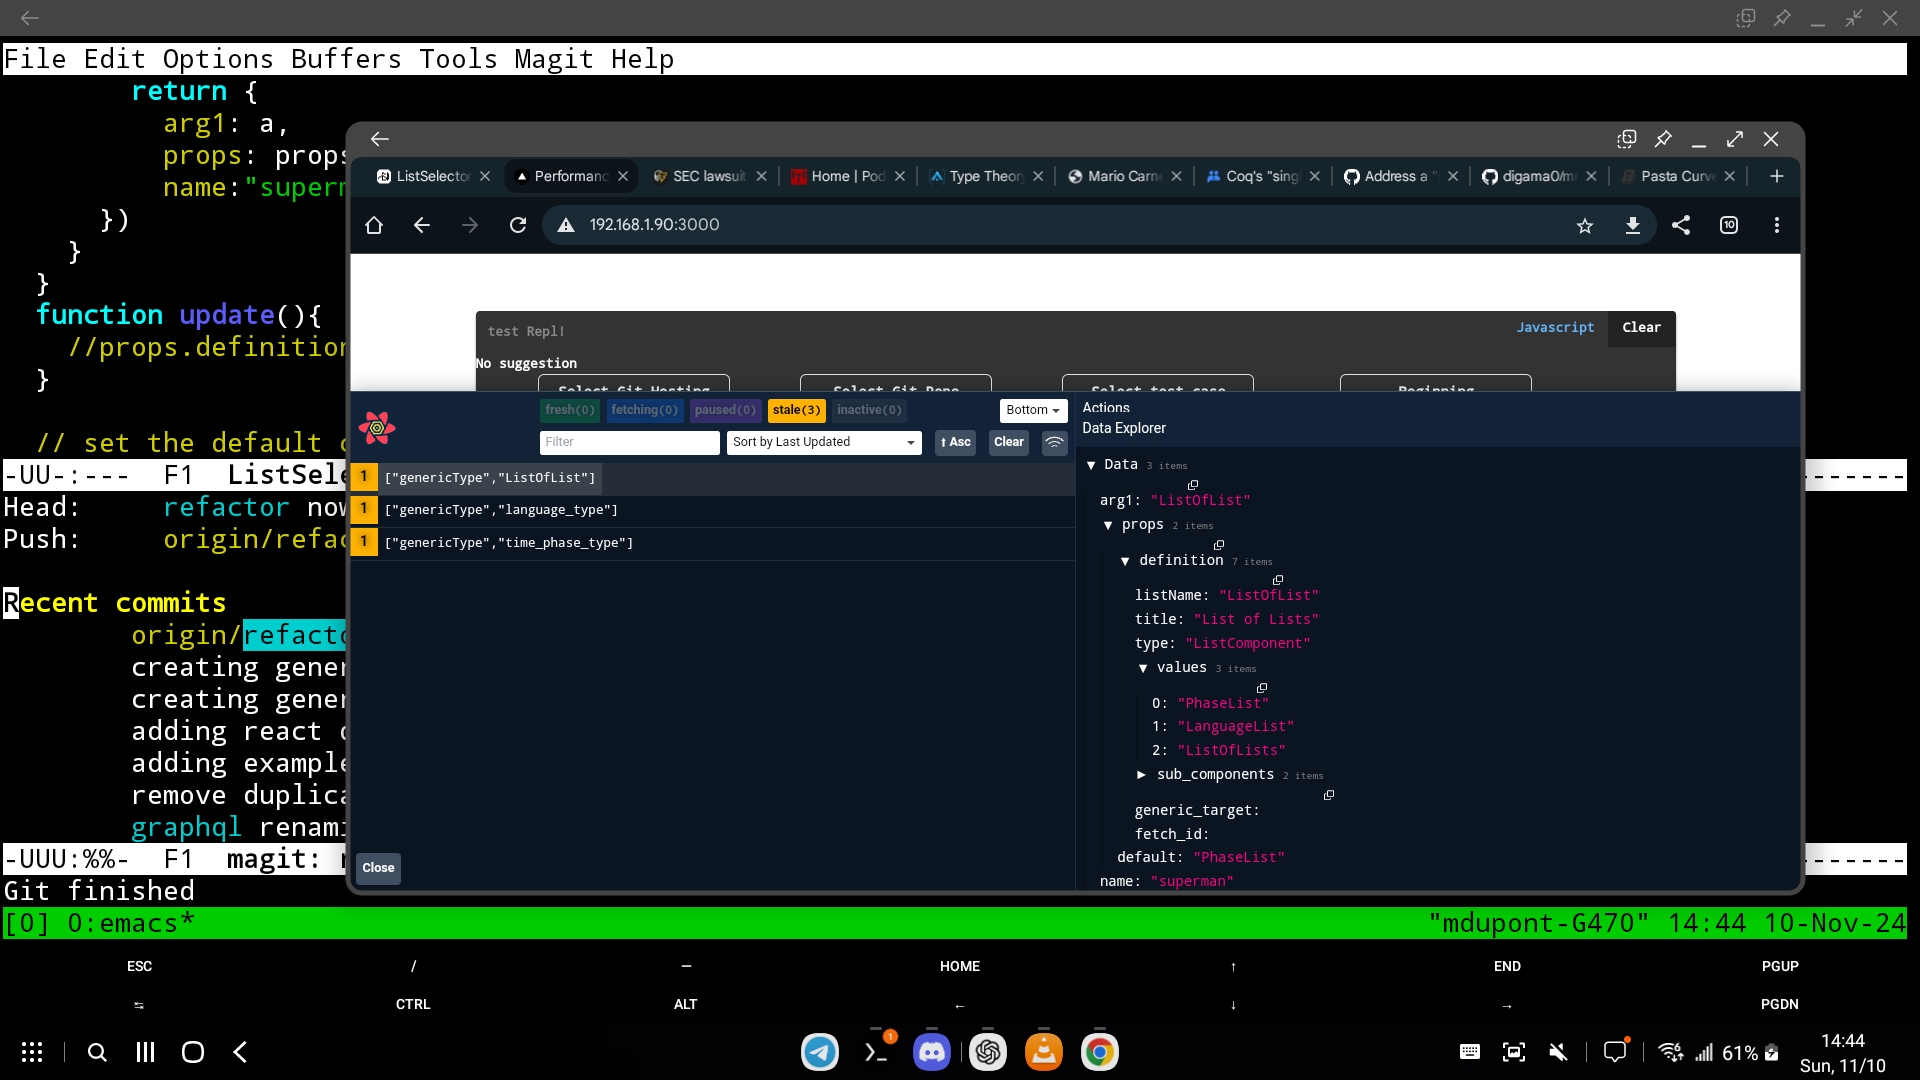 File Edit Options Buffers Tools Magit Help
return {
arg1: a,
props: props
name:"super
})
}
}
function update(){
//props.definition
}
// set the default
-UU-:--- F1 ListSele
Head: refactor now
Push: origin/refac
Recent commits
origin/refacto
creating gener
creating gener
adding react
adding example
remove duplica
graphql renami
-UUU:%%- F1 magit:
Git finished
[0] 0:emacs* "mdupont-G470" 14:44 10-Nov-24
ListSelector
Performanc
SEC lawsuit
Home | Pod
Type Theor
Mario Carne
Coq's "sing
Address a "
digama0/m
Pasta Curve
192.168.1.90:3000
10
test Repl!
Javascript
Clear
No suggestion
Select Git Hosting
Select Git Repo
Select test case
Beginning
fresh(0) fetching(0) paused(0) stale(3) inactive(0)
Bottom
Filter
Sort by Last Updated
↑ Asc
Clear
1 ["genericType","ListOfList"]
1 ["genericType","language_type"]
1 ["genericType","time_phase_type"]
Close
Actions
Data Explorer
▼ Data 3 items
arg1: "ListOfList"
▼ props 2 items
▼ definition 7 items
listName: "ListOfList"
title: "List of Lists"
type: "ListComponent"
▼ values 3 items
0: "PhaseList"
1: "LanguageList"
2: "ListOfLists"
▶ sub_components 2 items
generic_target:
fetch_id:
default: "PhaseList"
name: "superman"
ESC / — HOME ↑ END PGUP
↹ CTRL ALT ← ↓ → PGDN
1
61%
14:44
Sun, 11/10